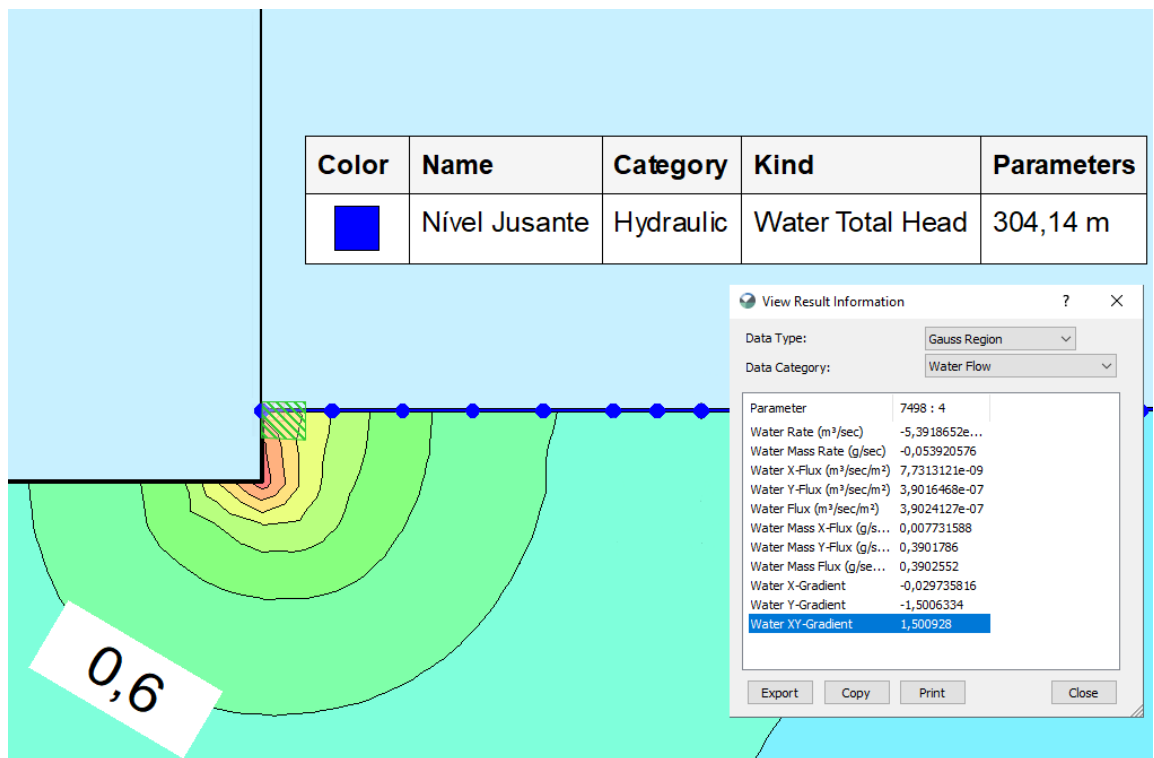 Color Name Category Kind Parameters
Nível Jusante Hydraulic Water Total Head 304,14 m
View Result Information ? ×
Data Type: Gauss Region
Data Category: Water Flow
Parameter 7498 : 4
Water Rate (m³/sec) -5,3918652e...
Water Mass Rate (g/sec) -0,053920576
Water X-Flux (m³/sec/m²) 7,7313121e-09
Water Y-Flux (m³/sec/m²) 3,9016468e-07
Water Flux (m³/sec/m²) 3,9024127e-07
Water Mass X-Flux (g/s... 0,007731588
Water Mass Y-Flux (g/s... 0,3901786
Water Mass Flux (g/se... 0,3902552
Water X-Gradient -0,029735816
Water Y-Gradient -1,5006334
Water XY-Gradient 1,500928
Export Copy Print Close
0,6